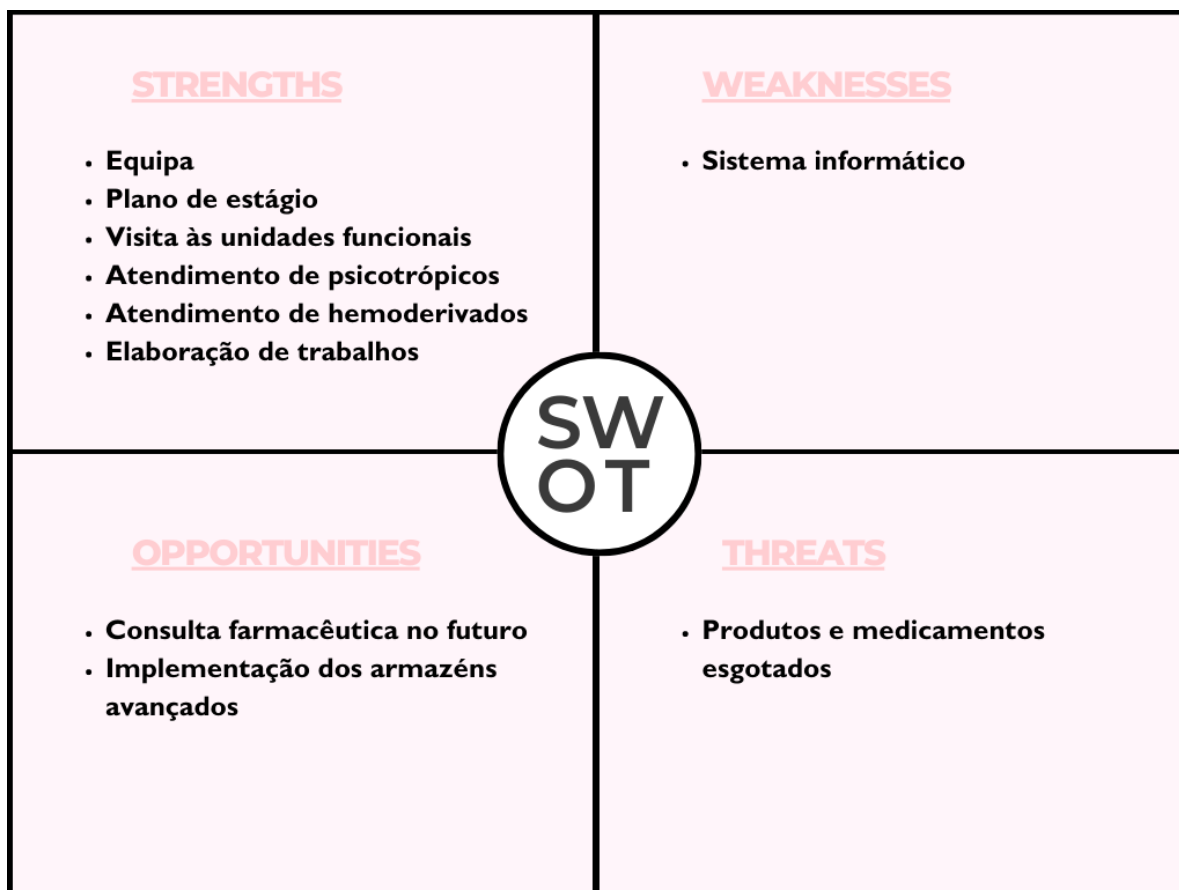 STRENGTHS
• Equipa
• Plano de estágio
• Visita às unidades funcionais
• Atendimento de psicotrópicos
• Atendimento de hemoderivados
• Elaboração de trabalhos
WEAKNESSES
• Sistema informático
SW
OT
OPPORTUNITIES
• Consulta farmacêutica no futuro
• Implementação dos armazéns
avançados
THREATS
• Produtos e medicamentos
esgotados